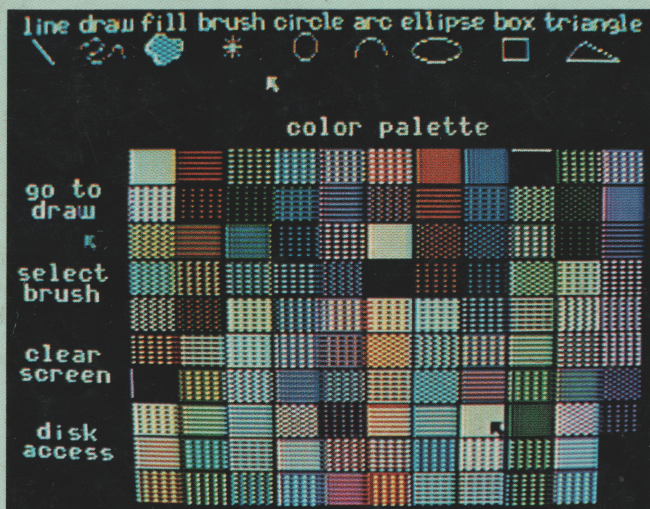 line draw fill brush circle arc ellipse box triangle
color palette
go to
draw
select
brush
clear
screen
disk
access